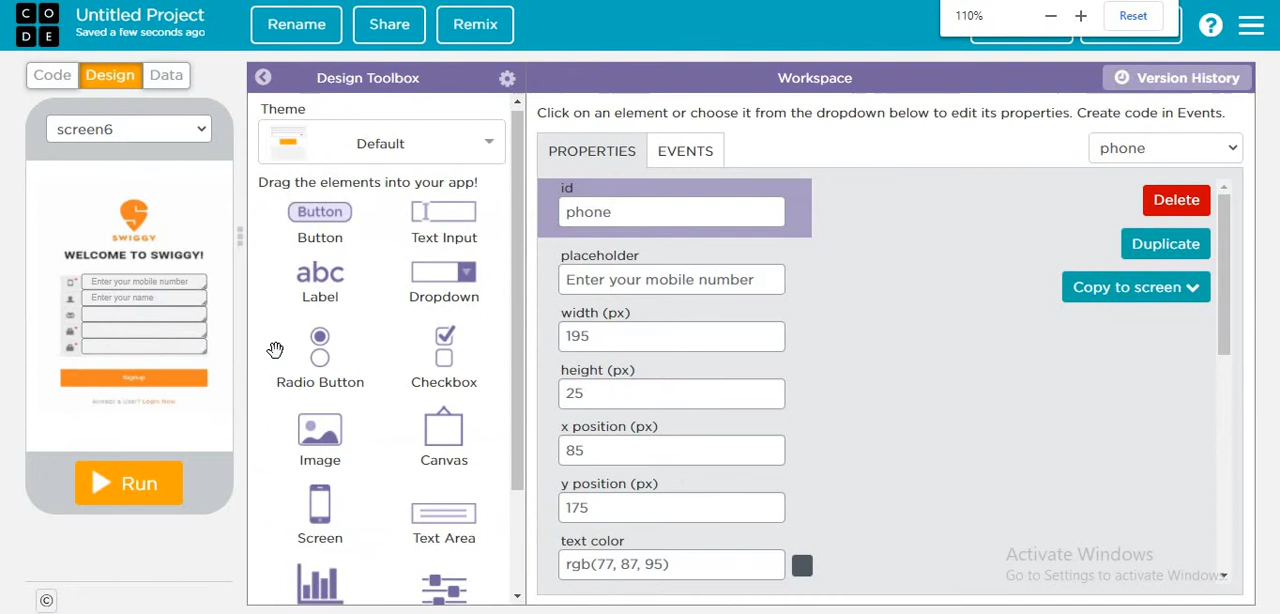 C O
D E
Untitled Project
Saved a few seconds ago
Rename
Share
Remix
110%
Reset
?
Code
Design
Data
Design Toolbox
Workspace
Version History
screen6
Theme
Default
Drag the elements into your app!
Click on an element or choose it from the dropdown below to edit its properties. Create code in Events.
PROPERTIES
EVENTS
phone
SWIGGY
WELCOME TO SWIGGY!
Enter your mobile number
Enter your name
Signup
Already a User? Login Now
Run
Button
Button
Text Input
abc
Label
Dropdown
Radio Button
Checkbox
Image
Canvas
Screen
Text Area
id
phone
placeholder
Enter your mobile number
width (px)
195
height (px)
25
x position (px)
85
y position (px)
175
text color
rgb(77, 87, 95)
Delete
Duplicate
Copy to screen
Activate Windows
Go to Settings to activate Windows.
©